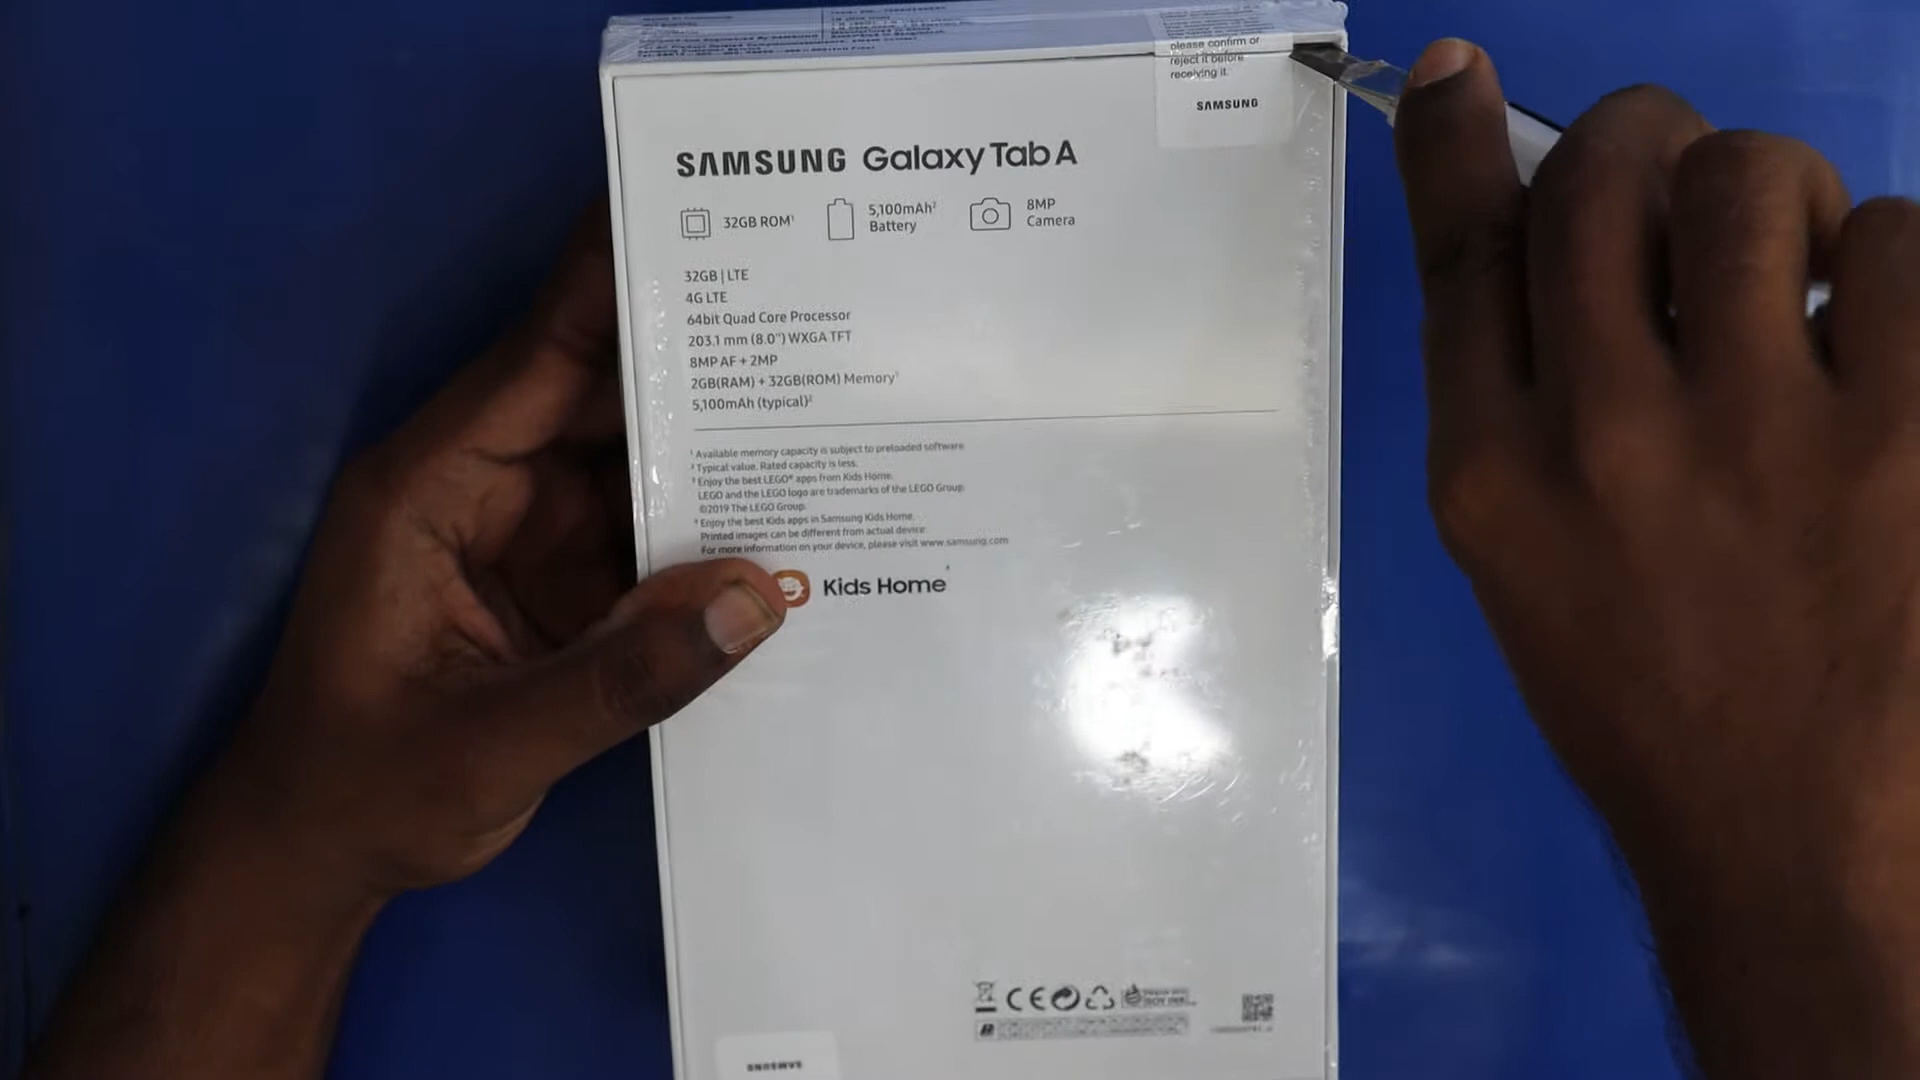 please confirm or
reject it before
receiving it.
SAMSUNG
SAMSUNG Galaxy Tab A
32GB ROM¹
5,100mAh²
Battery
8MP
Camera
32GB | LTE
4G LTE
64bit Quad Core Processor
203.1 mm (8.0") WXGA TFT
8MP AF + 2MP
2GB(RAM) + 32GB(ROM) Memory¹
5,100mAh (typical)²
¹ Available memory capacity is subject to preloaded software.
² Typical value. Rated capacity is less.
³ Enjoy the best LEGO® apps from Kids Home.
LEGO and the LEGO logo are trademarks of the LEGO Group.
©2019 The LEGO Group.
⁴ Enjoy the best Kids apps in Samsung Kids Home.
Printed images can be different from actual device.
For more information on your device, please visit www.samsung.com
Kids Home⁴
CE
SOY INK
SAMSUNG